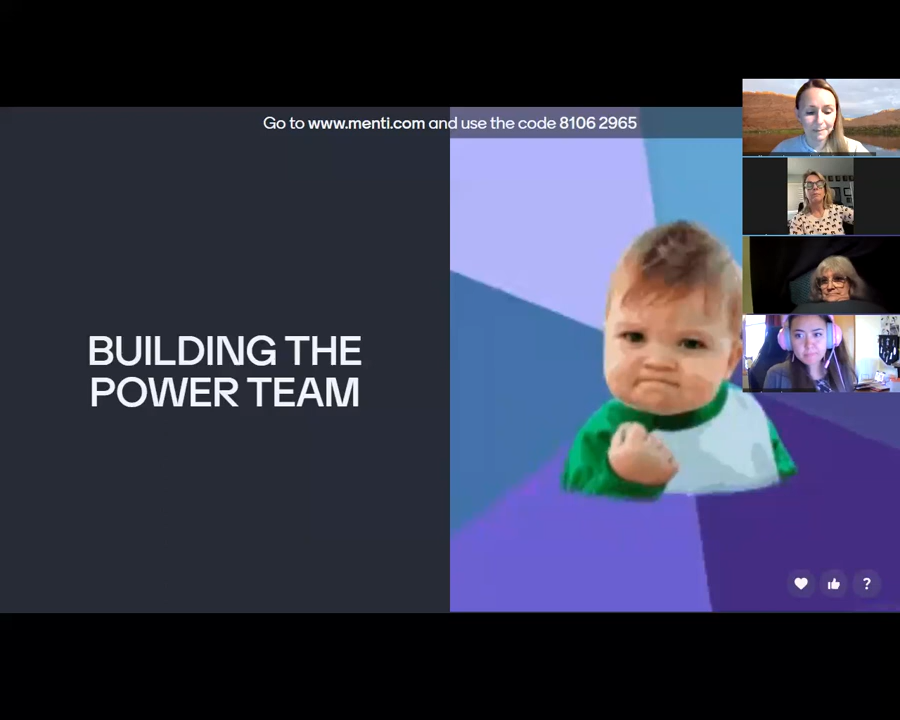 Go to www.menti.com and use the code 8106 2965
BUILDING THE
POWER TEAM
?